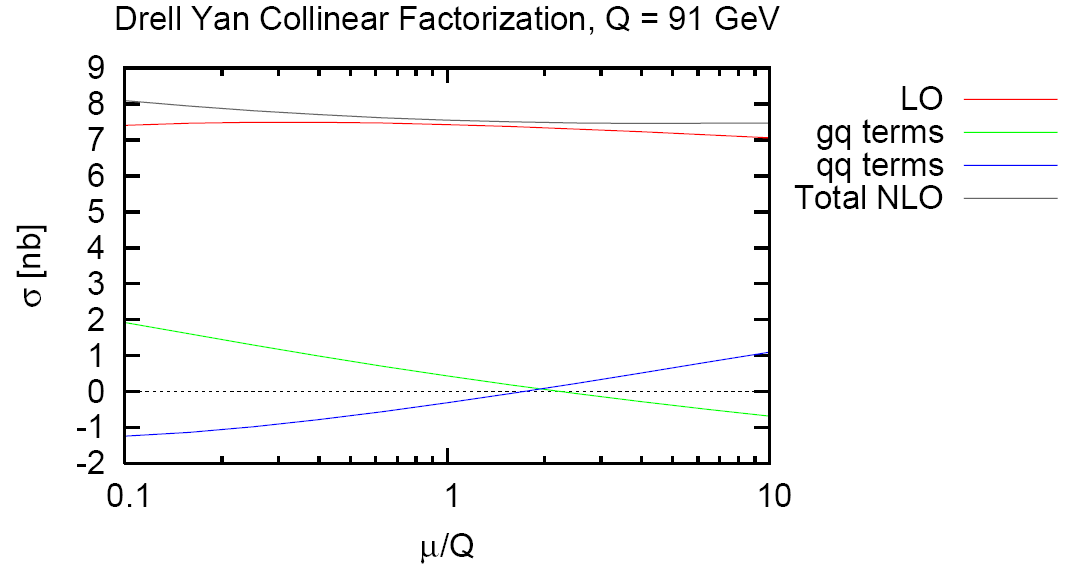 Drell Yan Collinear Factorization, Q = 91 GeV
9
8
7
6
5
4
3
2
1
0
-1
-2
σ [nb]
0.1
1
10
μ/Q
LO
gq terms
qq terms
Total NLO